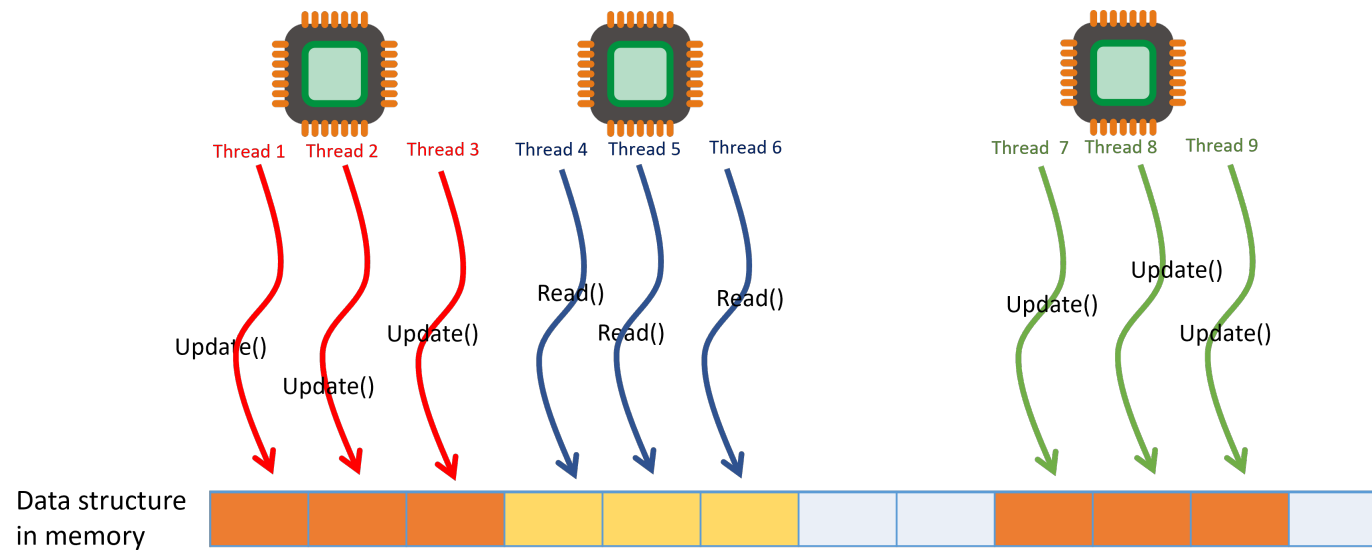 Thread 1 Thread 2 Thread 3 Thread 4 Thread 5 Thread 6 Thread  7 Thread 8 Thread 9
Update()
Read()
Read()
Update()
Update()
Update()
Read()
Update()
Update()
Data structure
in memory